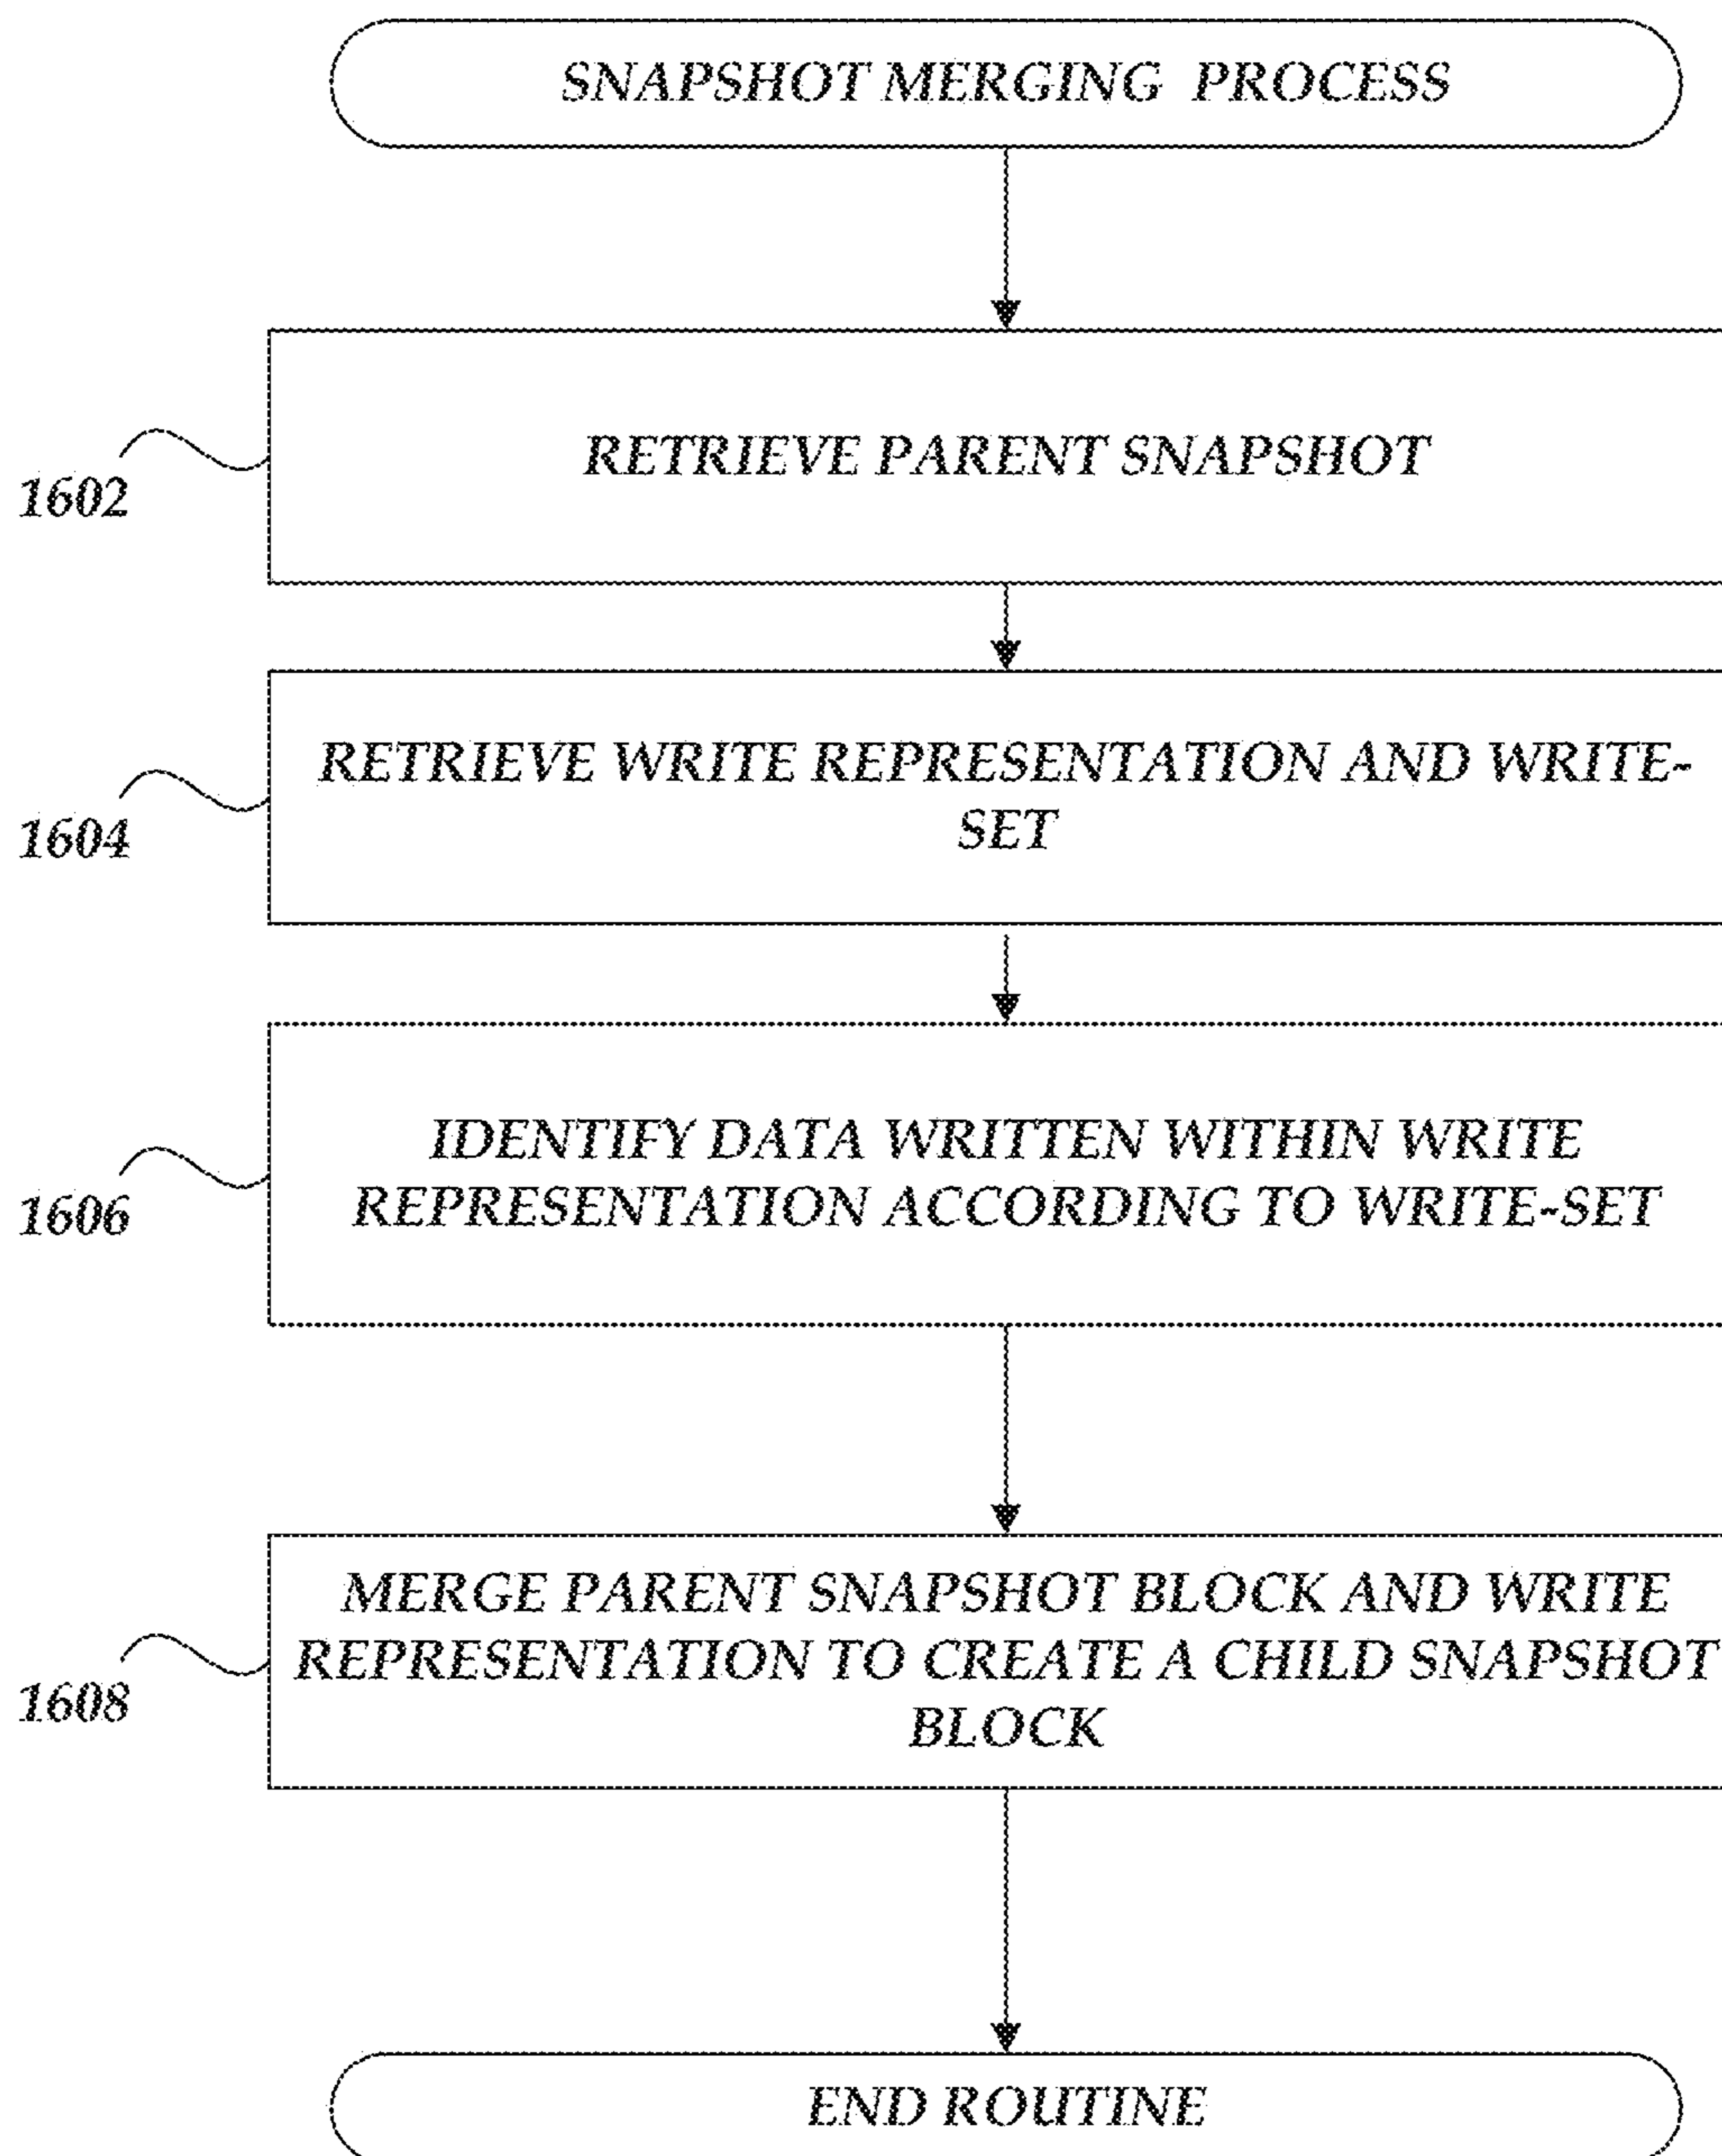 SNAPSHOT MERGING PROCESS
RETRIEVE PARENT SNAPSHOT
1602
RETRIEVE WRITE REPRESENTATION AND WRITE-
SET
1604
IDENTIFY DATA WRITTEN WITHIN WRITE
REPRESENTATION ACCORDING TO WRITE-SET
1606
MERGE PARENT SNAPSHOT BLOCK AND WRITE
REPRESENTATION TO CREATE A CHILD SNAPSHOT
BLOCK
1608
END ROUTINE